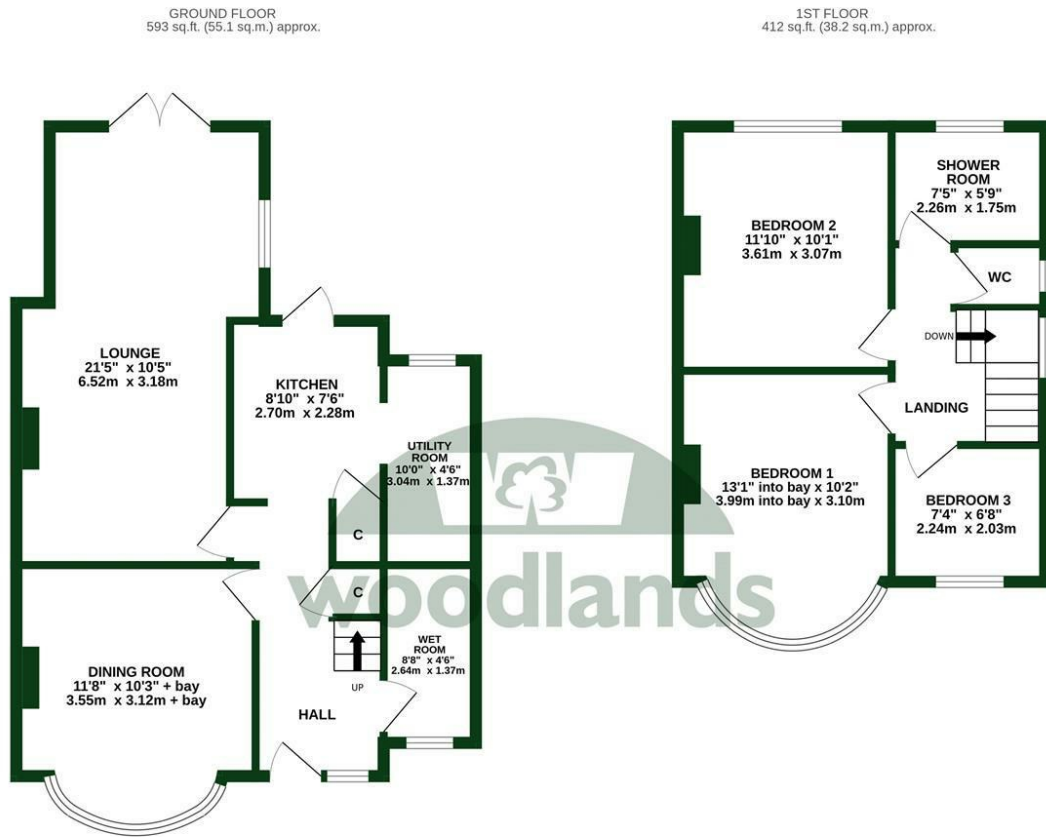 GROUND FLOOR
593 sq.ft. (55.1 sq.m.) approx.
1ST FLOOR
412 sq.ft. (38.2 sq.m.) approx.
LOUNGE
21'5" x 10'5"
6.52m x 3.18m
KITCHEN
8'10" x 7'6"
2.70m x 2.28m
UTILITY
ROOM
10'0" x 4'6"
3.04m x 1.37m
C
C
DINING ROOM
11'8" x 10'3" + bay
3.55m x 3.12m + bay
UP
HALL
WET
ROOM
8'8" x 4'6"
2.64m x 1.37m
BEDROOM 2
11'10" x 10'1"
3.61m x 3.07m
SHOWER
ROOM
7'5" x 5'9"
2.26m x 1.75m
WC
DOWN
LANDING
BEDROOM 1
13'1" into bay x 10'2"
3.99m into bay x 3.10m
BEDROOM 3
7'4" x 6'8"
2.24m x 2.03m
woodlands